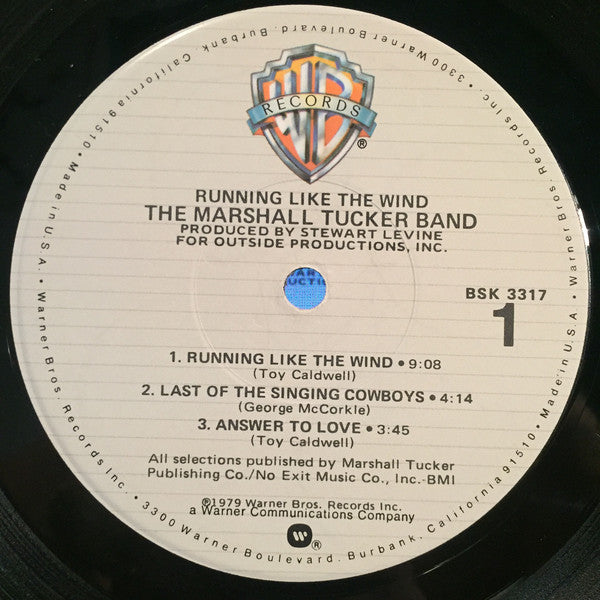 Made in U.S.A. • Warner Bros. Records Inc. • 3300 Warner Boulevard. Burbank, California 91510 • Made in U.S.A. • Warner Bros. Records Inc. • 3300 Warner Boulevard. Burbank, California 91510 •
WB
RECORDS
®
RUNNING LIKE THE WIND
THE MARSHALL TUCKER BAND
PRODUCED BY STEWART LEVINE
FOR OUTSIDE PRODUCTIONS, INC.
BSK 3317
1
1. RUNNING LIKE THE WIND • 9:08
(Toy Caldwell)
2. LAST OF THE SINGING COWBOYS • 4:14
(George McCorkle)
3. ANSWER TO LOVE • 3:45
(Toy Caldwell)
All selections published by Marshall Tucker
Publishing Co./No Exit Music Co., Inc.-BMI
℗1979 Warner Bros. Records Inc.
a Warner Communications Company
W ®